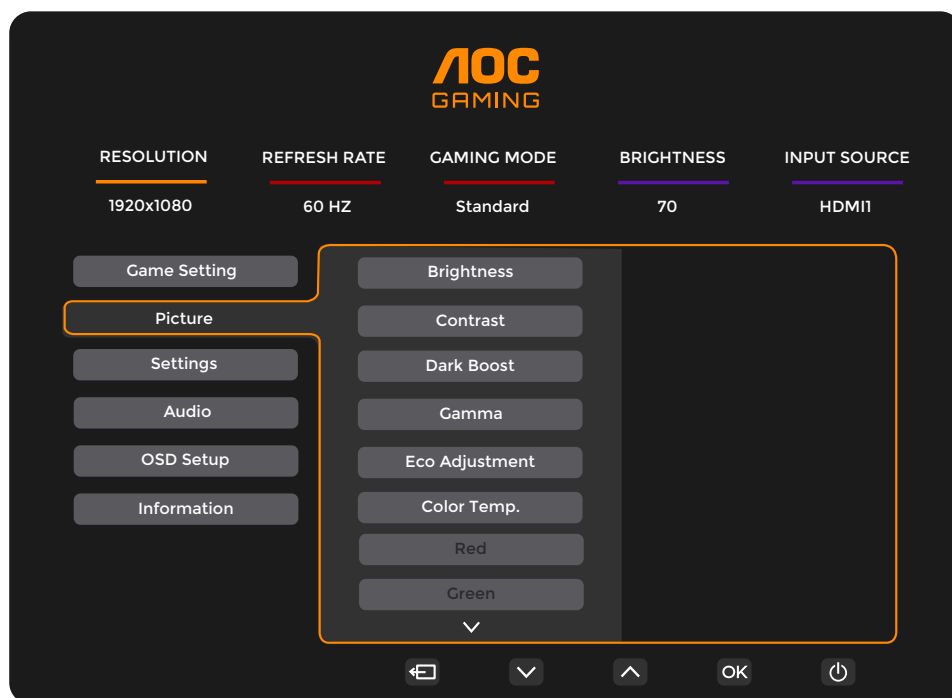 AOC
GAMING
RESOLUTION REFRESH RATE GAMING MODE BRIGHTNESS INPUT SOURCE
1920x1080 60 HZ Standard 70 HDMI1
Game Setting
Picture
Settings
Audio
OSD Setup
Information
Brightness
Contrast
Dark Boost
Gamma
Eco Adjustment
Color Temp.
Red
Green
OK